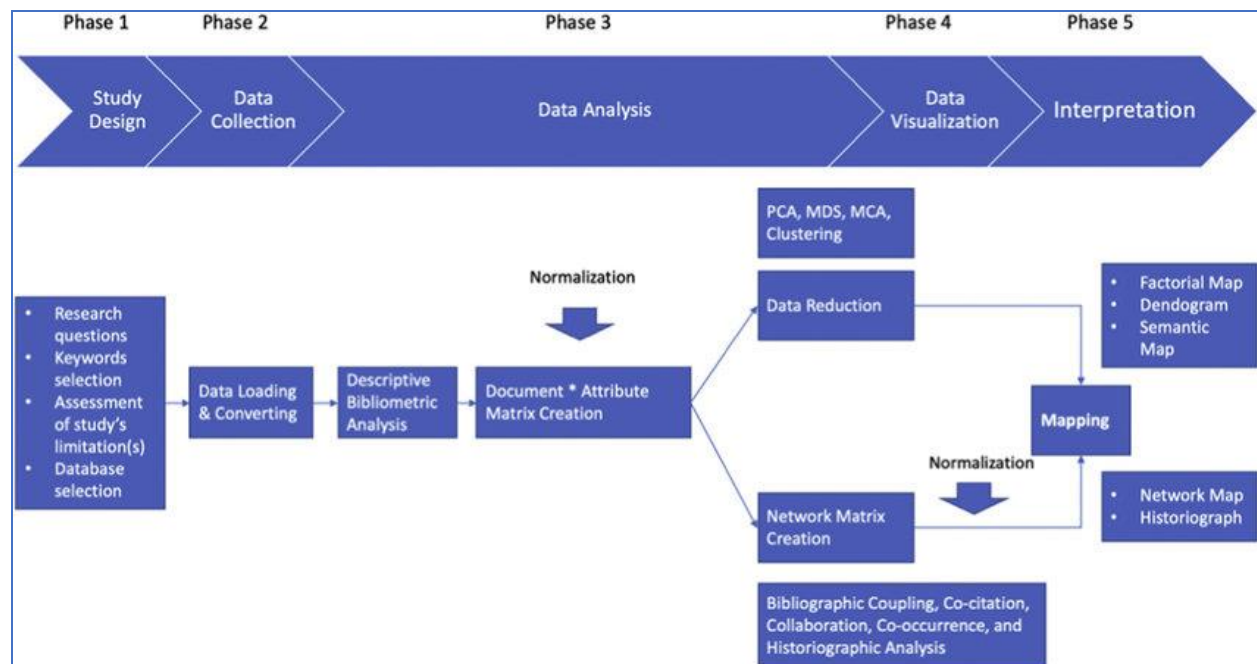 Phase 1
Phase 2
Phase 3
Phase 4
Phase 5
Study
Design
Data
Collection
Data Analysis
Data
Visualization
Interpretation
PCA, MDS, MCA,
Clustering
Normalization
Data Reduction
• Factorial Map
• Dendogram
• Semantic
Map
• Research
questions
• Keywords
selection
• Assessment
of study's
limitation(s)
• Database
selection
Data Loading
& Converting
Descriptive
Bibliometric
Analysis
Document * Attribute
Matrix Creation
Mapping
Normalization
Network Matrix
Creation
• Network Map
• Historiograph
Bibliographic Coupling, Co-citation,
Collaboration, Co-occurrence, and
Historiographic Analysis